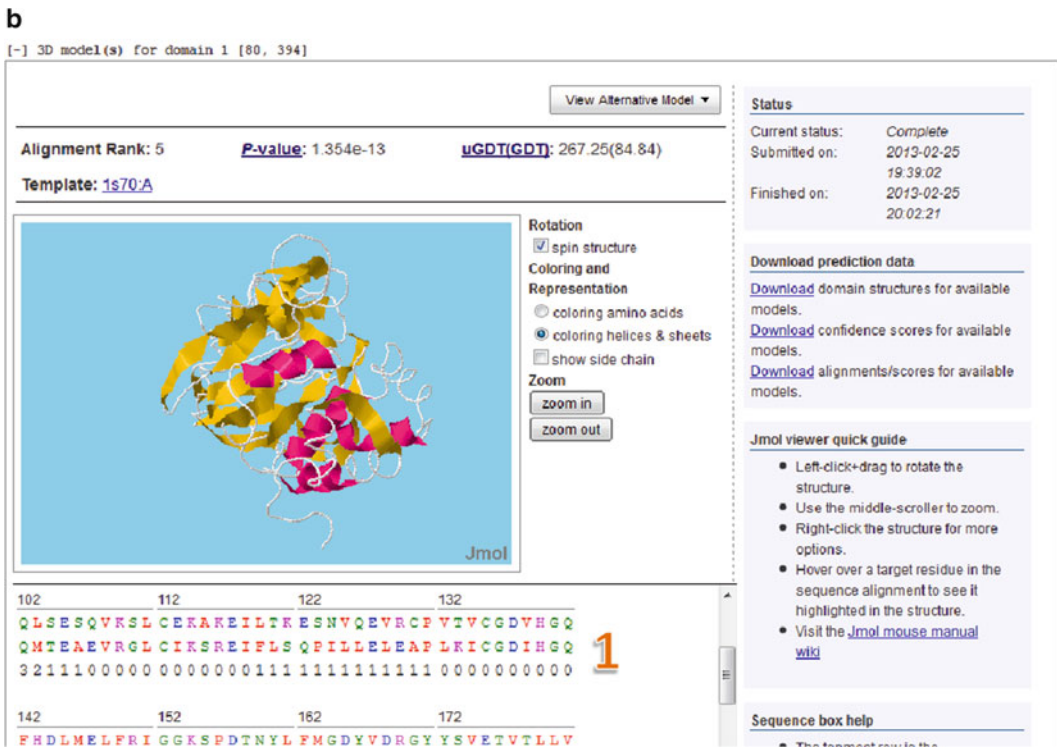 b
[-] 3D model(s) for domain 1 [80, 394]
View Alternative Model ▼
Alignment Rank: 5 P-value: 1.354e-13 uGDT(GDT): 267.25(84.84)
Template: 1s70:A
Rotation
spin structure
Coloring and
Representation
coloring amino acids
coloring helices & sheets
show side chain
Zoom
zoom in
zoom out
Jmol
102 112 122 132
QLSESQVKSL CEKAKEILTK ESNVQEVRCP VTVCGDVHGQ
QMTEAEVRGL CIKSREIFLS QPILLELEAP LKICGDIHGQ
3211100000 0000000111 1111111111 0000000000
1
142 152 162 172
FHDLMELFRI GGKSPDTNYL FMGDYVDRGY YSVETVTLLV
Status
Current status: Complete
Submitted on: 2013-02-25
19:39:02
Finished on: 2013-02-25
20:02:21
Download prediction data
Download domain structures for available
models.
Download confidence scores for available
models.
Download alignments/scores for available
models.
Jmol viewer quick guide
Left-click+drag to rotate the
structure.
Use the middle-scroller to zoom.
Right-click the structure for more
options.
Hover over a target residue in the
sequence alignment to see it
highlighted in the structure.
Visit the Jmol mouse manual
wiki
Sequence box help
The topmost row is the